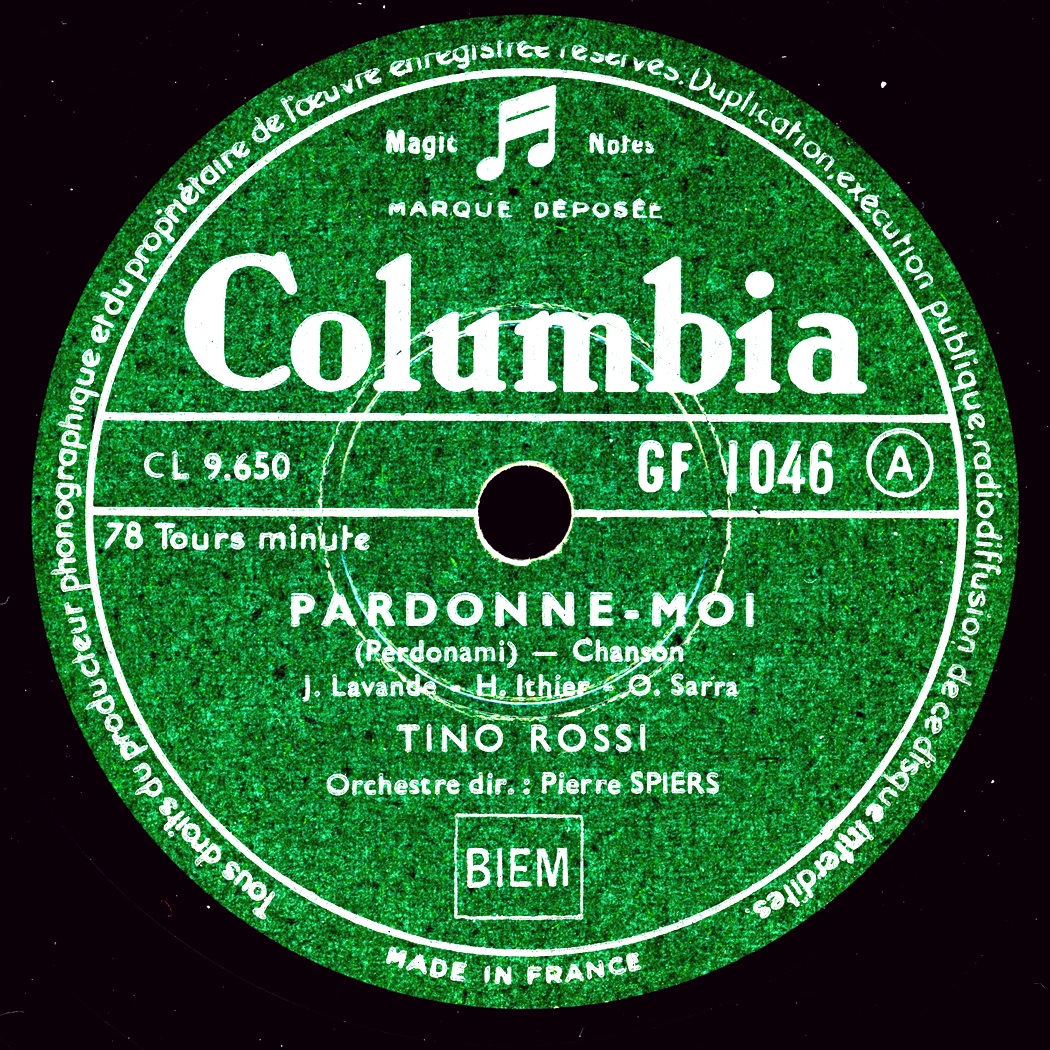 Tous droits du producteur phonographique et du propriétaire de l'œuvre enregistrée réservés. Duplication, exécution publique, radiodiffusion de ce disque interdites.
Magic Notes
MARQUE DÉPOSÉE
Columbia
CL 9.650 GF 1046 A
78 Tours minute
PARDONNE-MOI
(Perdonami) — Chanson
J. Lavande - H. Ithier - O. Sarra
TINO ROSSI
Orchestre dir. : Pierre SPIERS
BIEM
MADE IN FRANCE